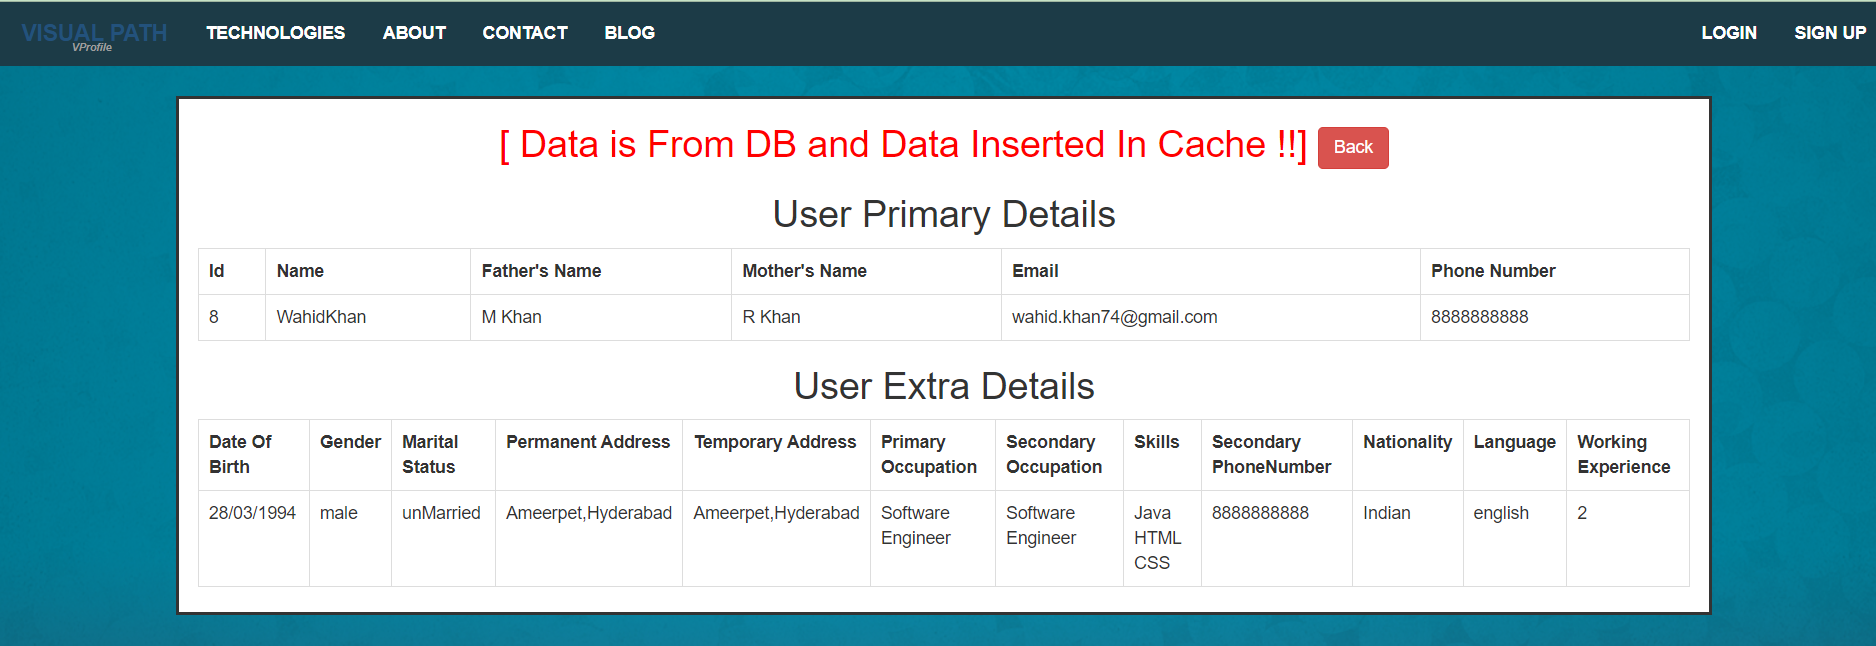 VISUAL PATH
VProfile
TECHNOLOGIES ABOUT CONTACT BLOG LOGIN SIGN UP
[ Data is From DB and Data Inserted In Cache !!] Back
User Primary Details
Id Name Father's Name Mother's Name Email Phone Number
8 WahidKhan M Khan R Khan wahid.khan74@gmail.com 8888888888
User Extra Details
Date Of Birth Gender Marital Status Permanent Address Temporary Address Primary Occupation Secondary Occupation Skills Secondary PhoneNumber Nationality Language Working Experience
28/03/1994 male unMarried Ameerpet,Hyderabad Ameerpet,Hyderabad Software Engineer Software Engineer Java HTML CSS 8888888888 Indian english 2